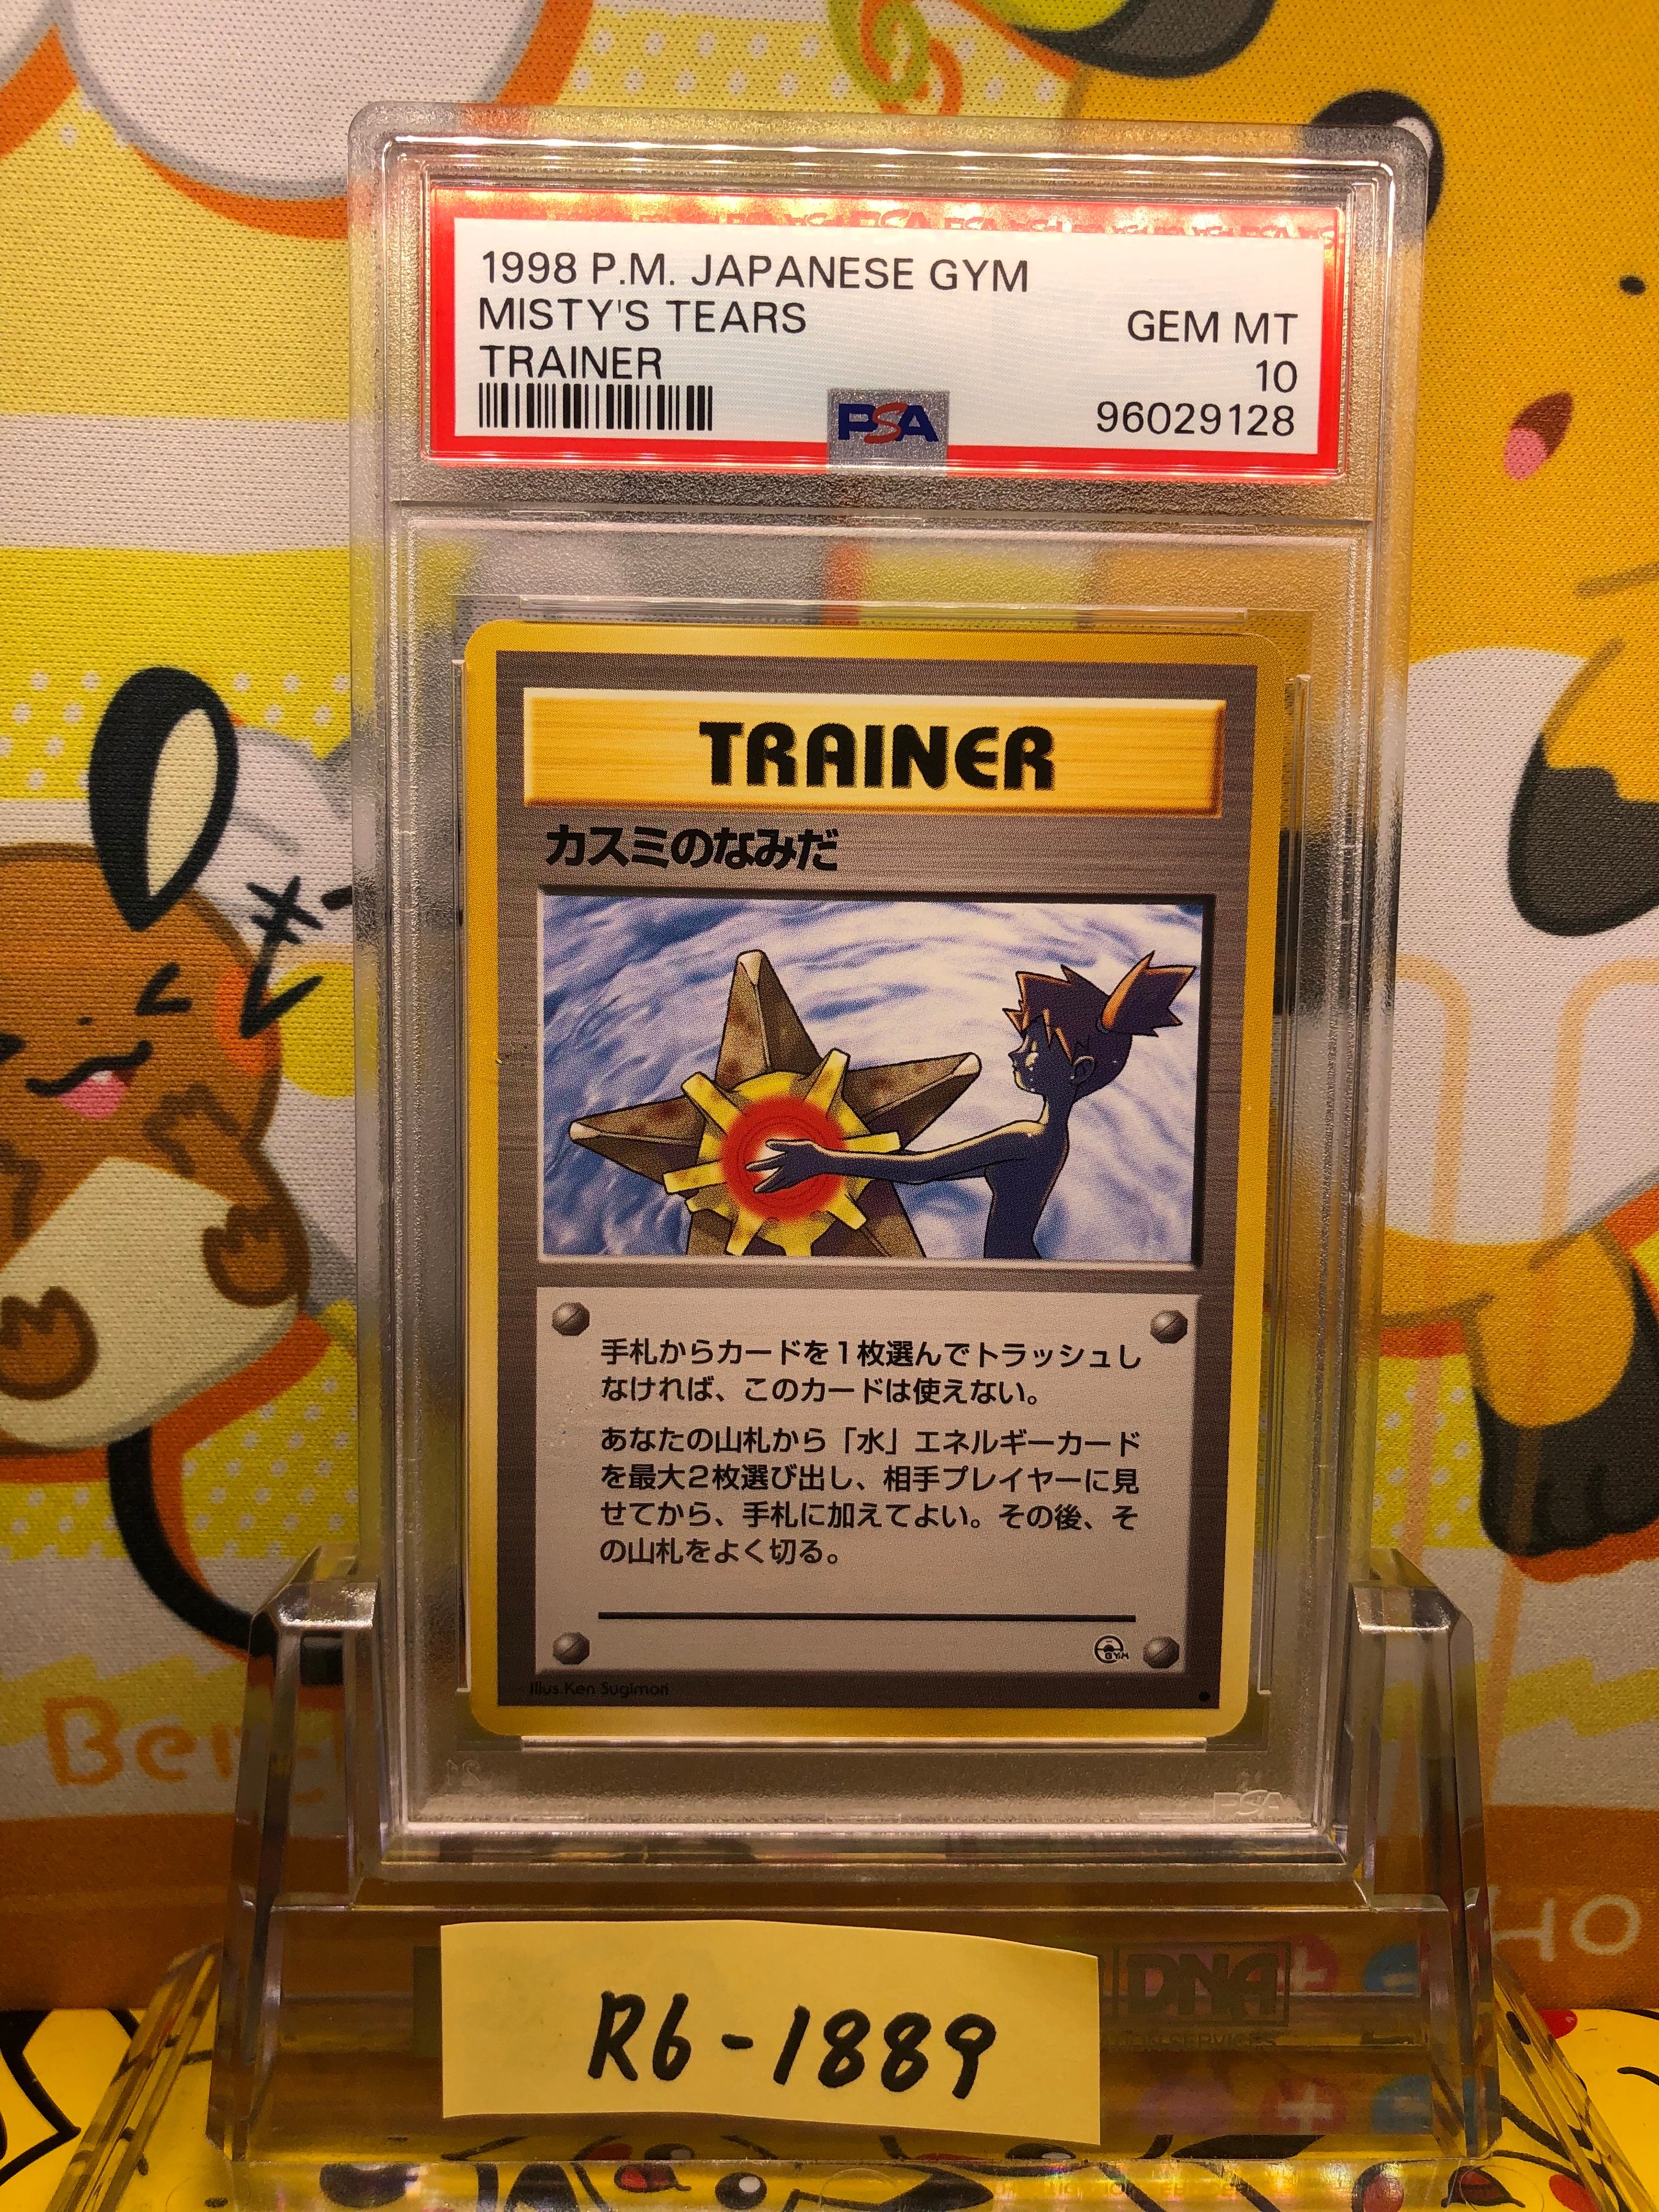 1998 P.M. JAPANESE GYM
MISTY'S TEARS
TRAINER
GEM MT
10
96029128
PSA
TRAINER
カスミのなみだ
手札からカードを1枚選んでトラッシュし
なければ、このカードは使えない。
あなたの山札から「水」エネルギーカード
を最大2枚選び出し、相手プレイヤーに見
せてから、手札に加えてよい。その後、そ
の山札をよく切る。
GYM
Illus. Ken Sugimori
PSA
DNA
R6-1889